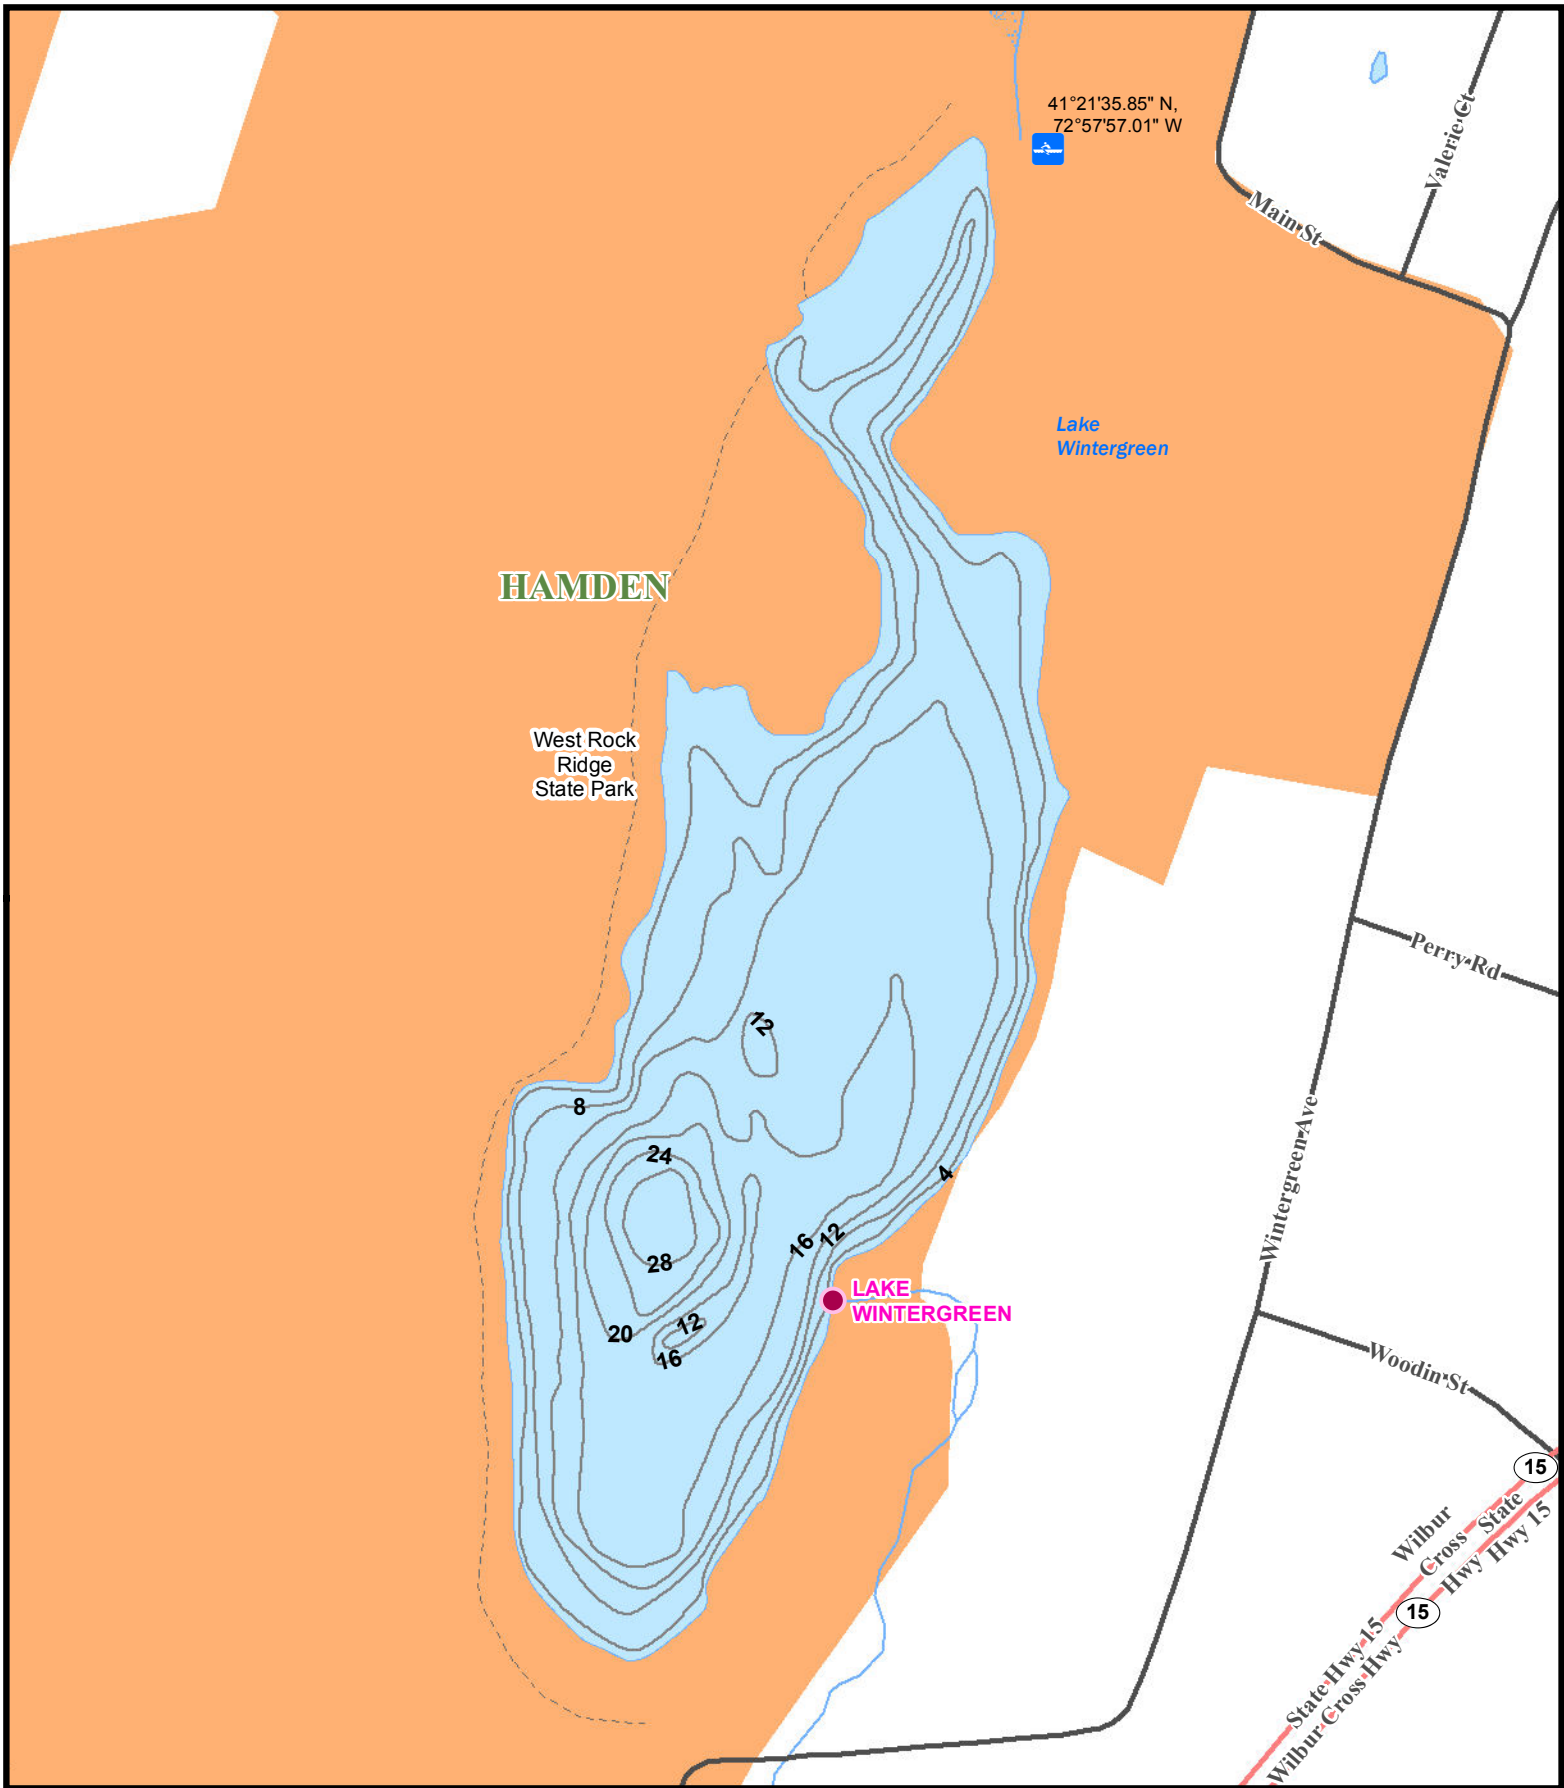 41°21'35.85" N,
72°57'57.01" W
Valerie Ct
Main St
Lake
Wintergreen
HAMDEN
West Rock
Ridge
State Park
Perry Rd
12
8
24
4
Wintergreen Ave
16
12
28
LAKE
WINTERGREEN
12
20
16
Woodin St
15
Wilbur
Cross
Hwy
State
Hwy 15
15
State Hwy 15
Wilbur Cross Hwy